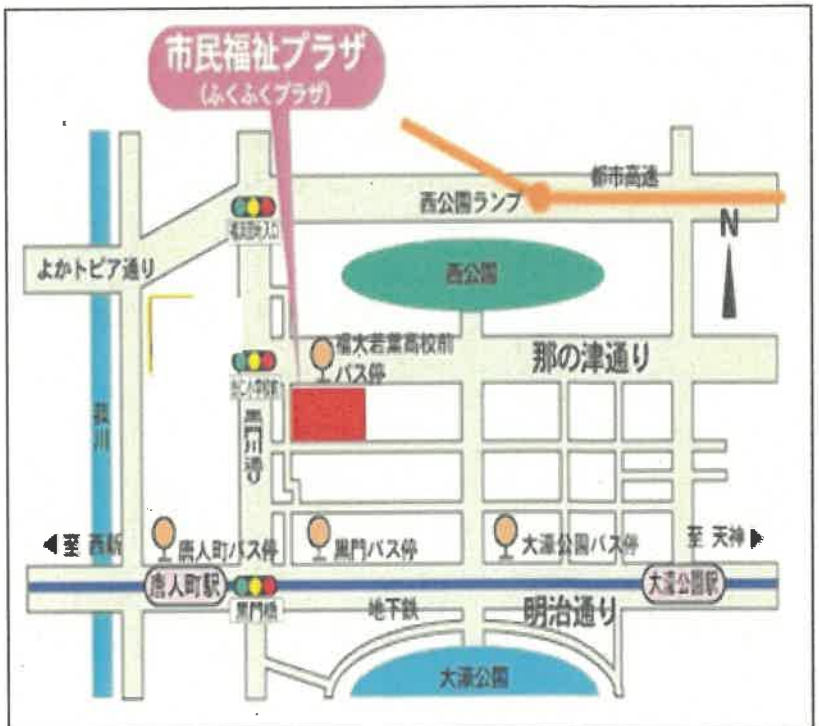 市民福祉プラザ
(ふくふくプラザ)
都市高速
西公園ランプ
N
よかトピア通り
西公園
福大若葉高校前
バス停
那の津通り
黒門川通り
至 西新
唐人町バス停
黒門バス停
大濠公園バス停
至 天神
唐人町駅
黒門橋
地下鉄
明治通り
大濠公園駅
大濠公園